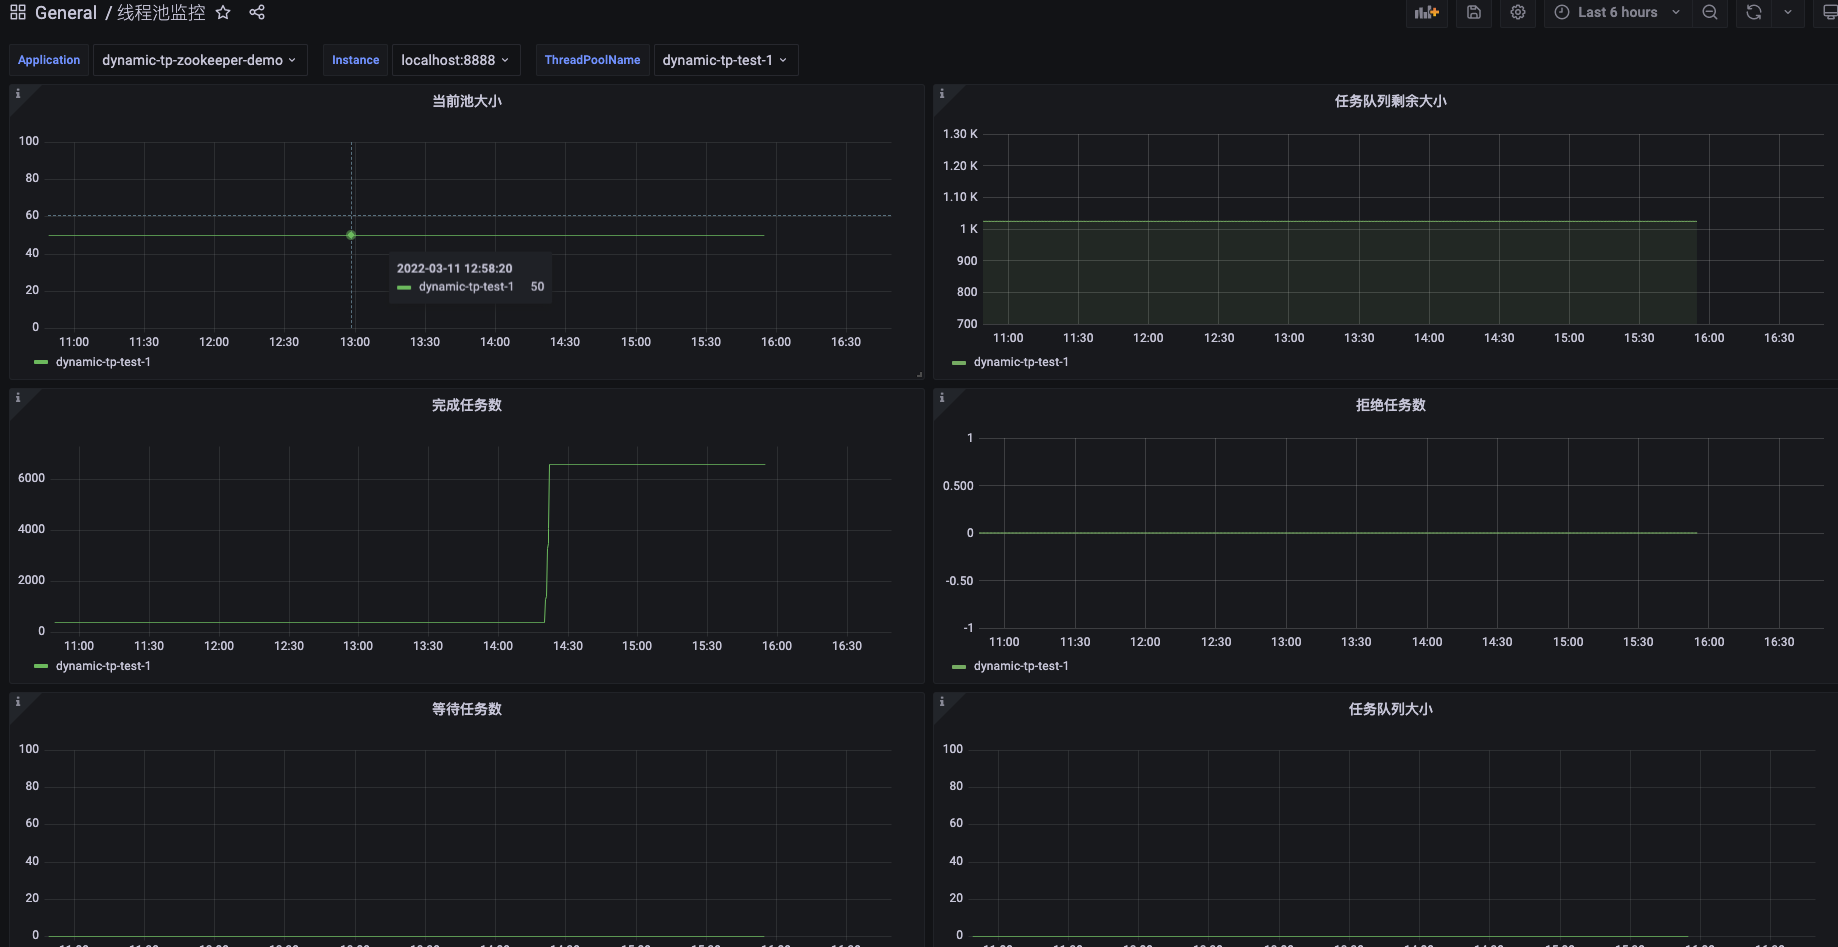 General / 线程池监控
Last 6 hours
Application dynamic-tp-zookeeper-demo Instance localhost:8888 ThreadPoolName dynamic-tp-test-1
当前池大小
100
80
60
40
20
0
2022-03-11 12:58:20
dynamic-tp-test-1 50
11:00 11:30 12:00 12:30 13:00 13:30 14:00 14:30 15:00 15:30 16:00 16:30
dynamic-tp-test-1
任务队列剩余大小
1.30 K
1.20 K
1.10 K
1 K
900
800
700
11:00 11:30 12:00 12:30 13:00 13:30 14:00 14:30 15:00 15:30 16:00 16:30
dynamic-tp-test-1
完成任务数
6000
4000
2000
0
11:00 11:30 12:00 12:30 13:00 13:30 14:00 14:30 15:00 15:30 16:00 16:30
dynamic-tp-test-1
拒绝任务数
1
0.500
0
-0.50
-1
11:00 11:30 12:00 12:30 13:00 13:30 14:00 14:30 15:00 15:30 16:00 16:30
dynamic-tp-test-1
等待任务数
100
80
60
40
20
0
任务队列大小
100
80
60
40
20
0